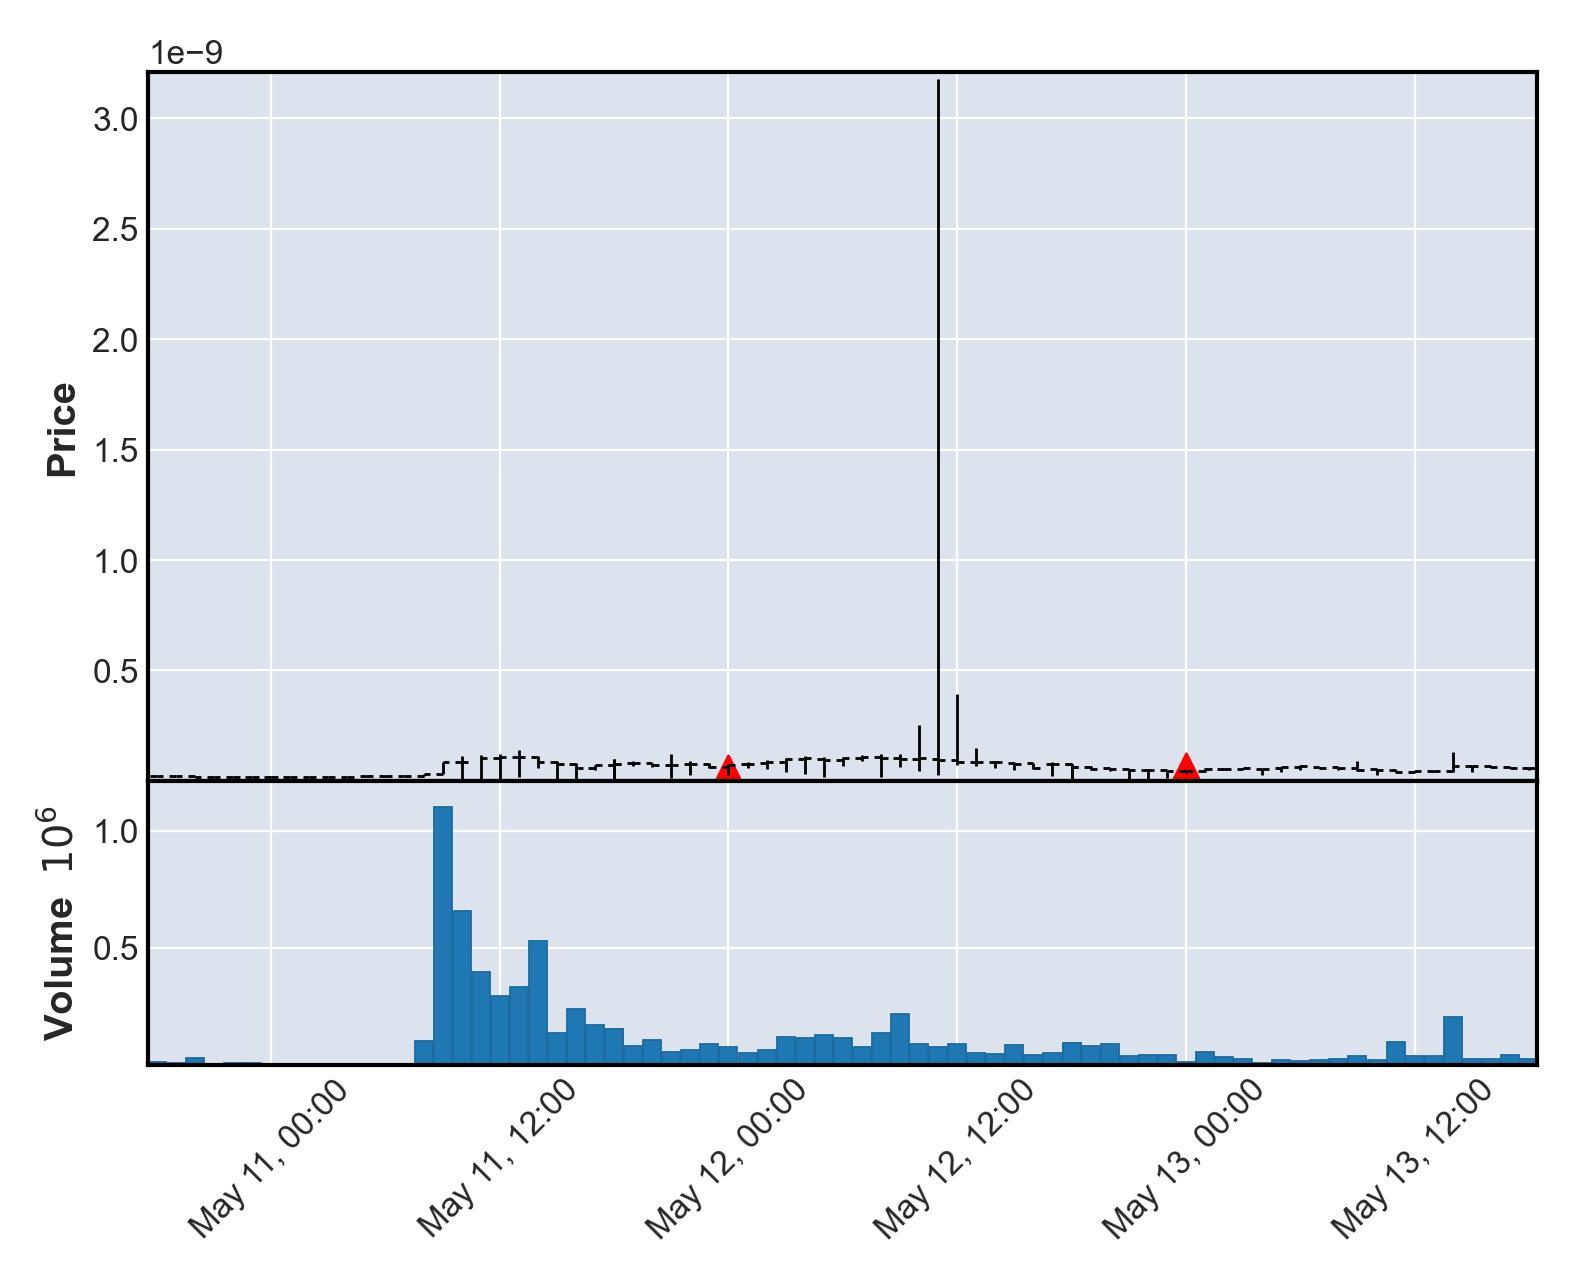 1e−9
3.0
2.5
2.0
1.5
1.0
0.5
Price
1.0
0.5
Volume 10⁶
May 11, 00:00
May 11, 12:00
May 12, 00:00
May 12, 12:00
May 13, 00:00
May 13, 12:00